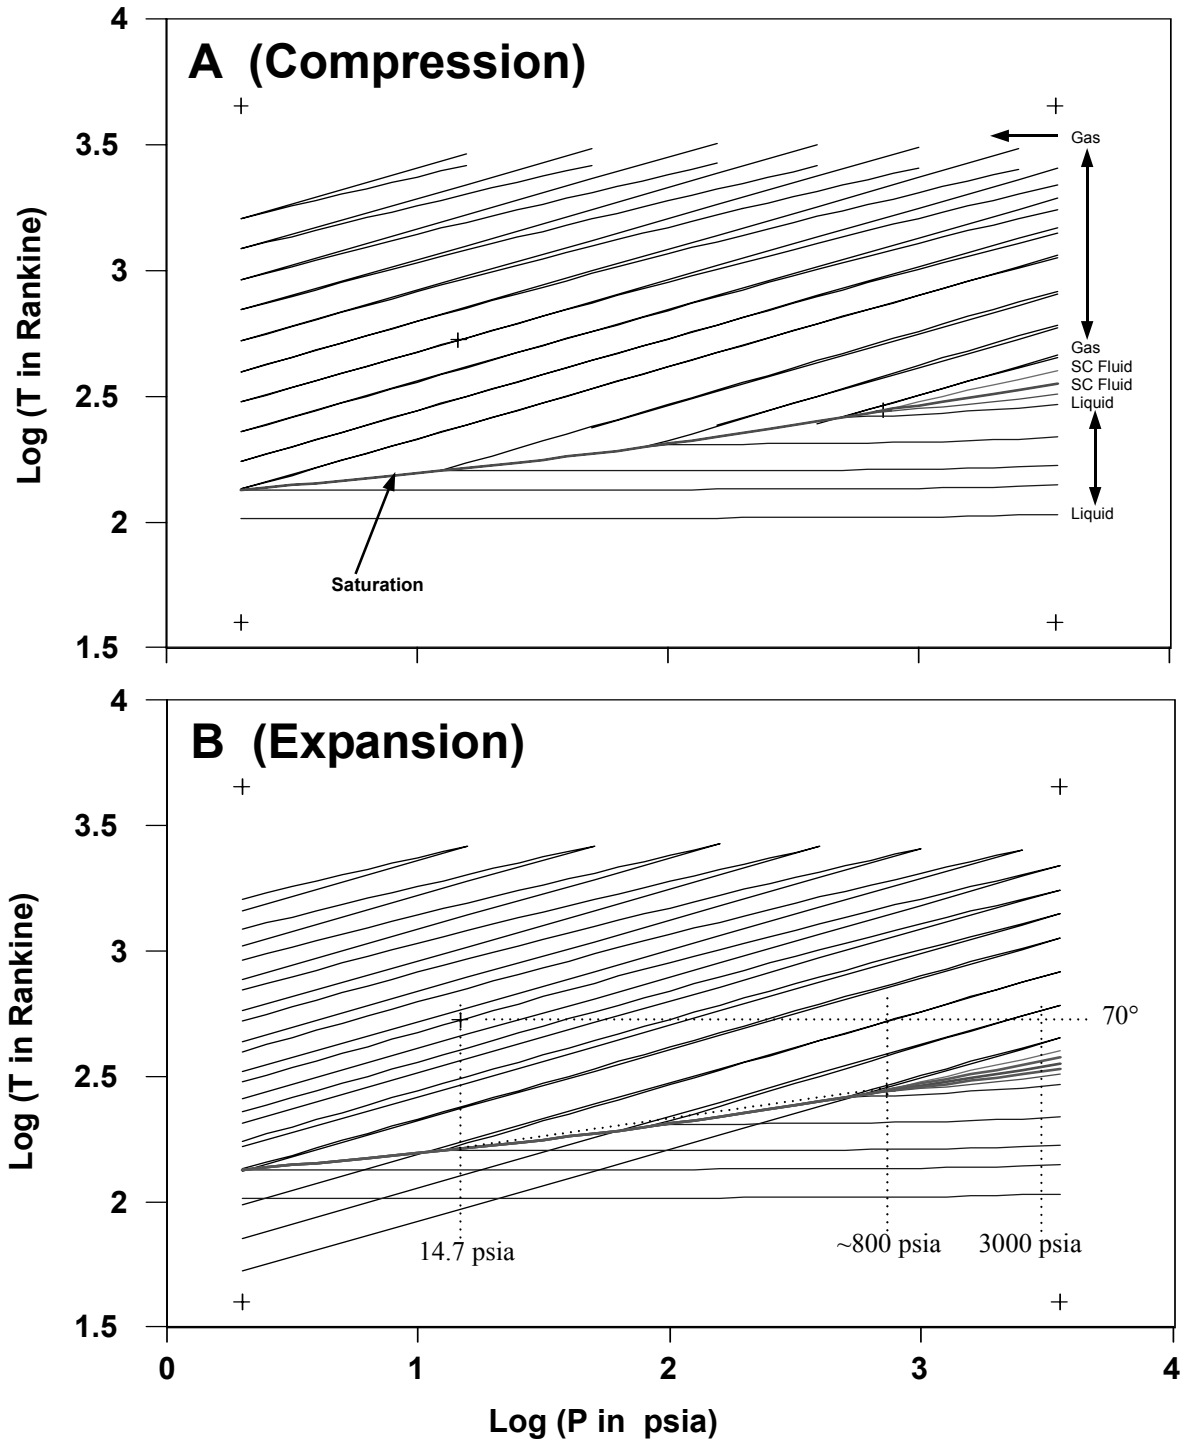 4
A (Compression)
3.5
Gas
3
Gas
SC Fluid
SC Fluid
2.5
Liquid
2
Liquid
Saturation
1.5
Log (T in Rankine)
4
B (Expansion)
3.5
3
70°
2.5
2
14.7 psia
~800 psia
3000 psia
1.5
Log (T in Rankine)
0
1
2
3
4
Log (P in psia)